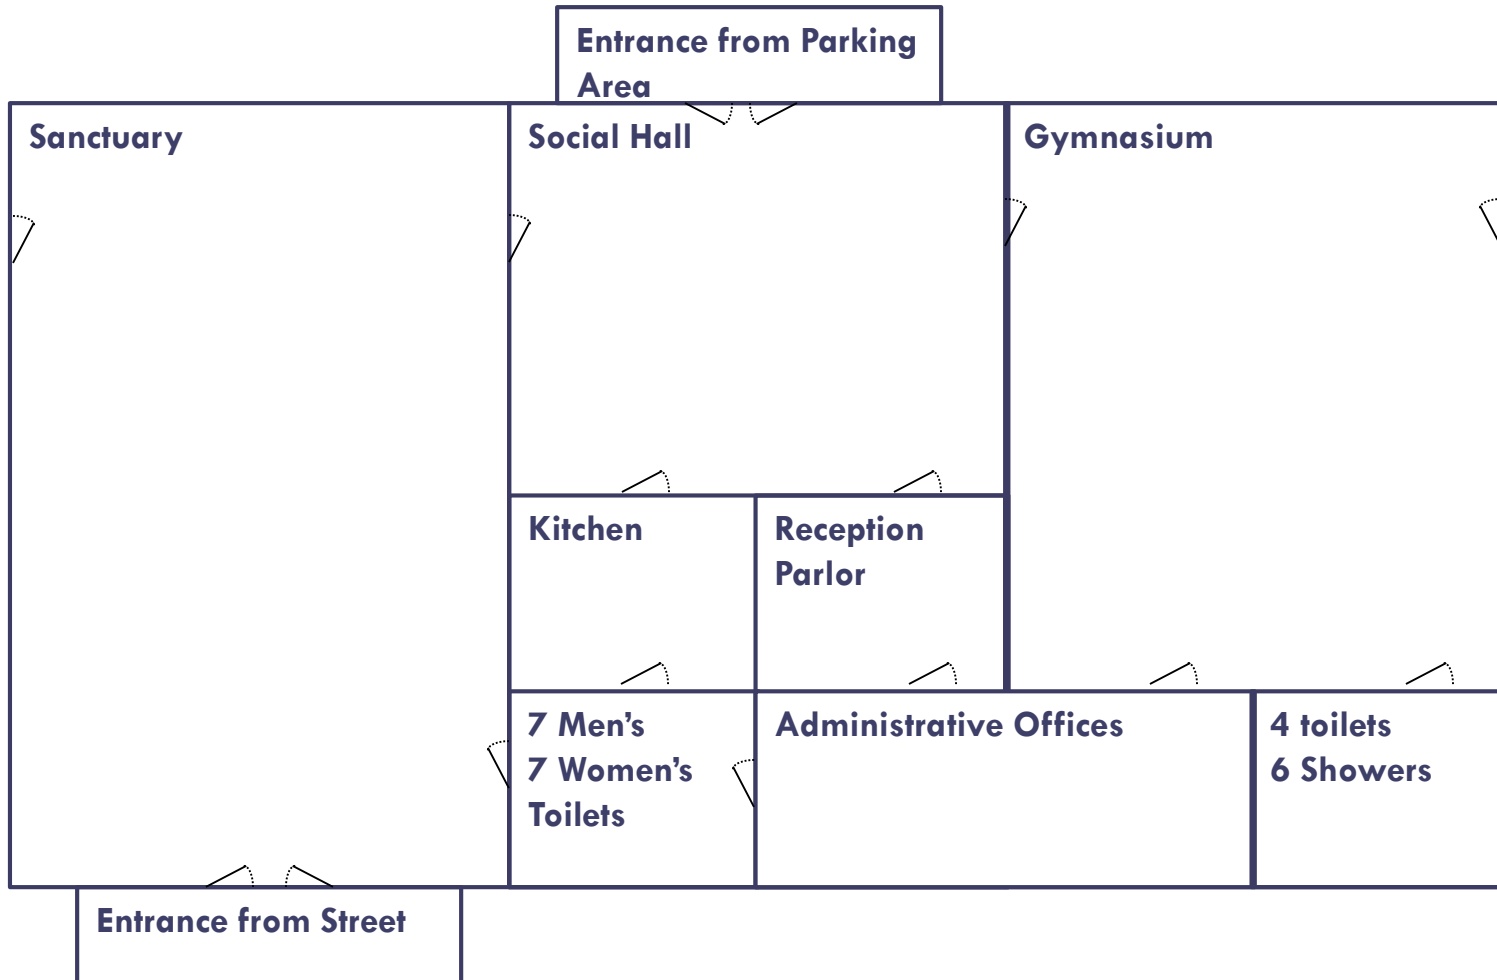 Entrance from Parking
Area
Sanctuary
Social Hall
Gymnasium
Kitchen
Reception
Parlor
7 Men’s
7 Women’s
Toilets
Administrative Offices
4 toilets
6 Showers
Entrance from Street